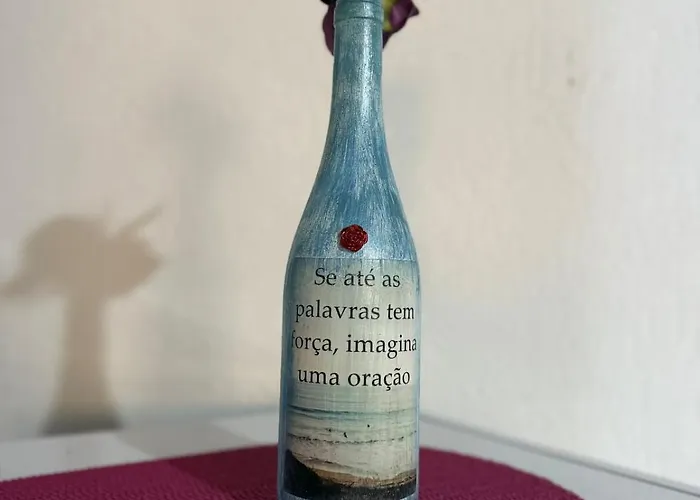 Se até as
palavras tem
força, imagina
uma oração